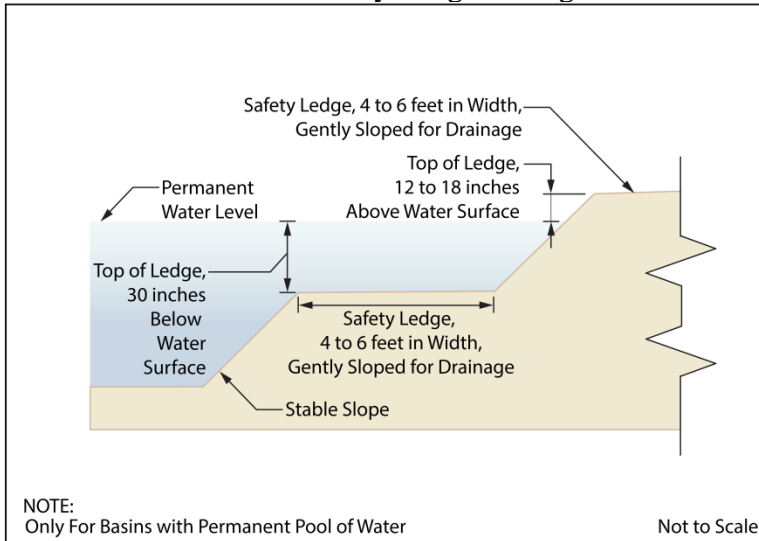 Safety Ledge, 4 to 6 feet in Width,
Gently Sloped for Drainage
Top of Ledge,
12 to 18 inches
Above Water Surface
Permanent
Water Level
Top of Ledge,
30 inches
Below
Water
Surface
Safety Ledge,
4 to 6 feet in Width,
Gently Sloped for Drainage
Stable Slope
NOTE:
Only For Basins with Permanent Pool of Water
Not to Scale